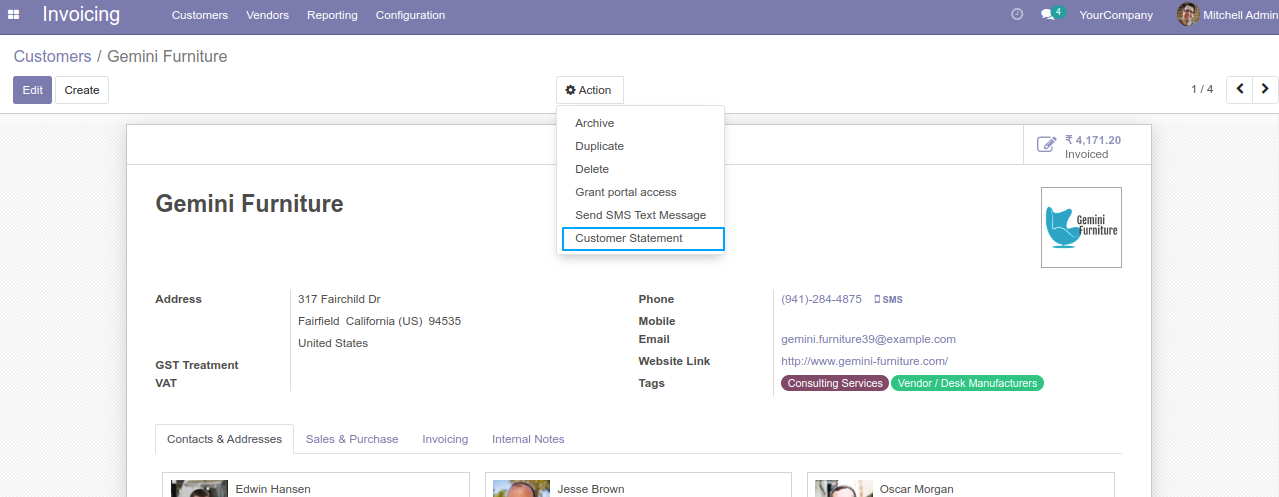 Invoicing Customers Vendors Reporting Configuration 4 YourCompany Mitchell Admin
Customers / Gemini Furniture
Edit Create Action 1 / 4
Archive
Duplicate
Delete
Grant portal access
Send SMS Text Message
Customer Statement
₹ 4,171.20
Invoiced
Gemini Furniture
Gemini
Furniture
Address 317 Fairchild Dr
Fairfield California (US) 94535
United States
GST Treatment
VAT
Phone (941)-284-4875 SMS
Mobile
Email gemini.furniture39@example.com
Website Link http://www.gemini-furniture.com/
Tags Consulting Services Vendor / Desk Manufacturers
Contacts & Addresses Sales & Purchase Invoicing Internal Notes
Edwin Hansen Jesse Brown Oscar Morgan